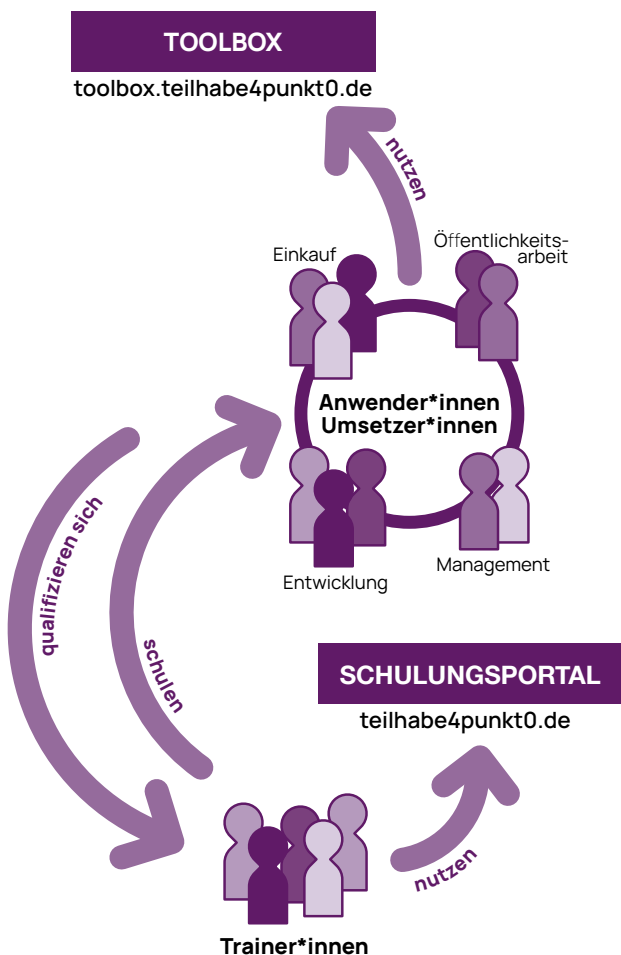 TOOLBOX
toolbox.teilhabe4punkt0.de
nutzen
Einkauf
Öffentlichkeits-
arbeit
Anwender*innen
Umsetzer*innen
Entwicklung
Management
qualifizieren sich
schulen
SCHULUNGSPORTAL
teilhabe4punkt0.de
nutzen
Trainer*innen